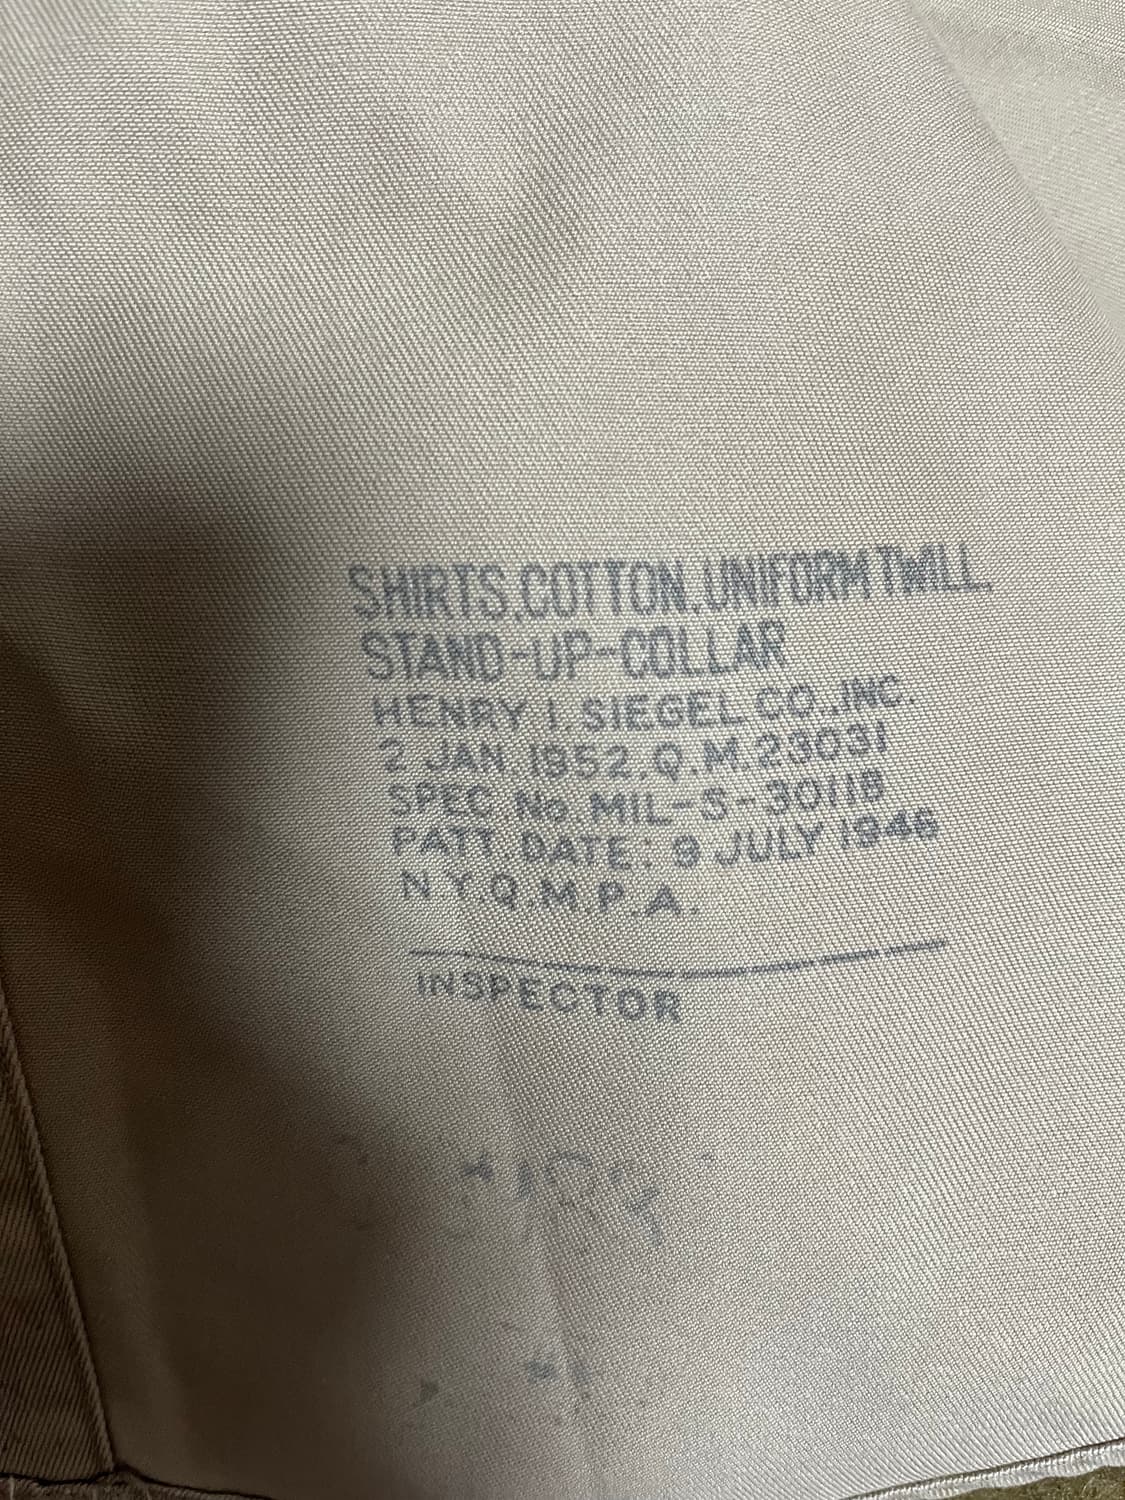 SHIRTS,COTTON.UNIFORM TWILL.
STAND-UP-COLLAR
HENRY I. SIEGEL CO.,INC.
2 JAN.1952.Q.M.23031
SPEC.No.MIL-S-30118
PATT.DATE: 9 JULY 1946
N.Y.Q.M.P.A.
INSPECTOR